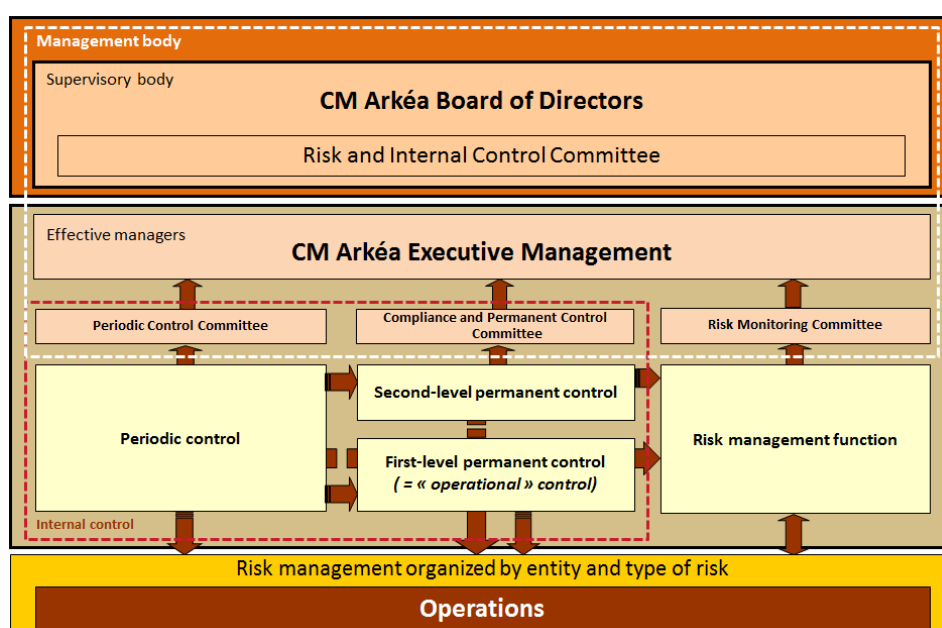 Management body
Supervisory body
CM Arkéa Board of Directors
Risk and Internal Control Committee
Effective managers
CM Arkéa Executive Management
Periodic Control Committee
Compliance and Permanent Control
Committee
Risk Monitoring Committee
Periodic control
Second-level permanent control
First-level permanent control
( = « operational » control)
Risk management function
Internal control
Risk management organized by entity and type of risk
Operations